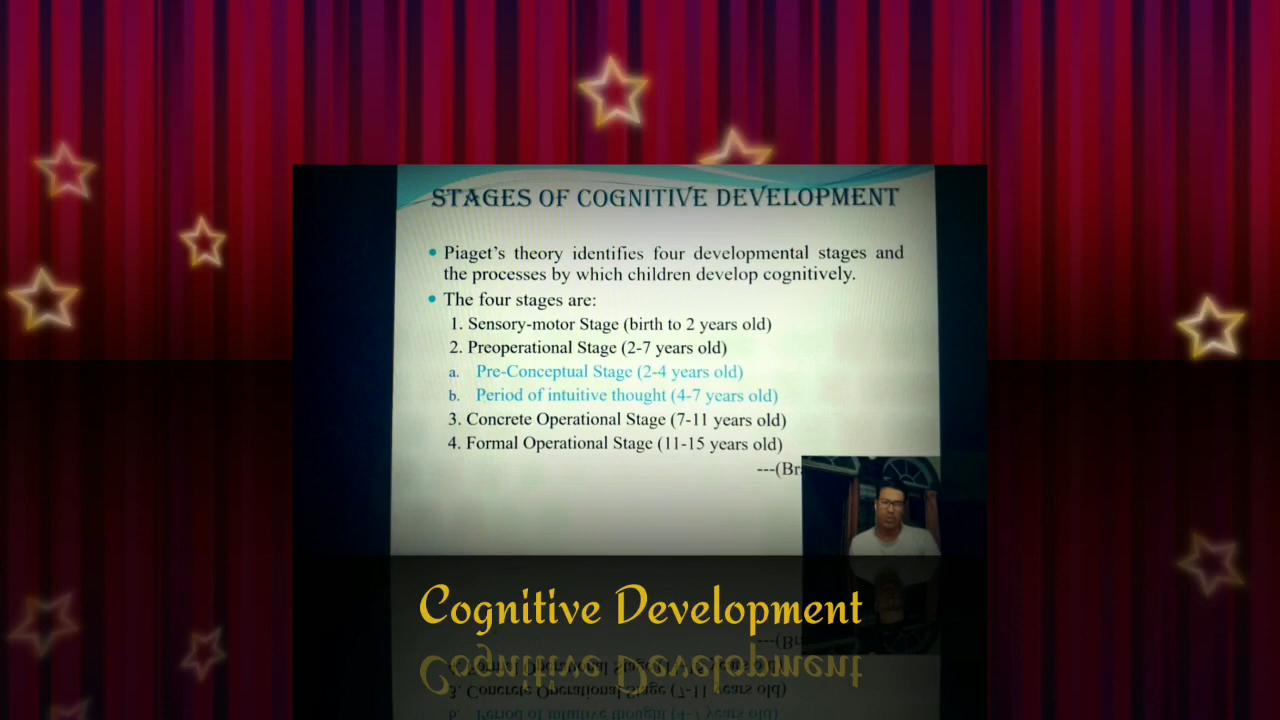 STAGES OF COGNITIVE DEVELOPMENT
• Piaget's theory identifies four developmental stages and
the processes by which children develop cognitively.
• The four stages are:
1. Sensory-motor Stage (birth to 2 years old)
2. Preoperational Stage (2-7 years old)
a. Pre-Conceptual Stage (2-4 years old)
b. Period of intuitive thought (4-7 years old)
3. Concrete Operational Stage (7-11 years old)
4. Formal Operational Stage (11-15 years old)
Cognitive Development